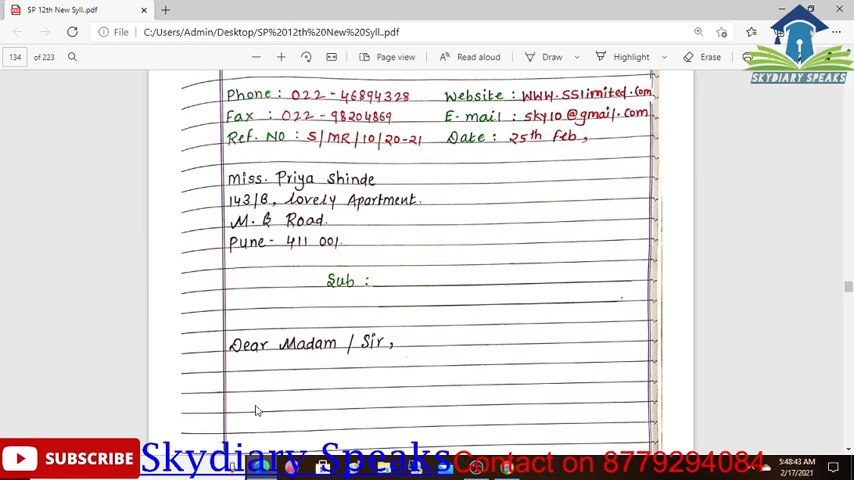 SP 12th New Syll..pdf
File
C:/Users/Admin/Desktop/SP%2012th%20New%20Syll..pdf
134 of 223
Page view
Read aloud
Draw
Highlight
Erase
SKYDIARY SPEAKS
Phone : 022 - 46894328 Website : WWW.SSlimited.com
Fax : 022 - 98204869 E-mail : sky10@gmail.com
Ref. No : S/MR/10/20-21 Date : 25th Feb,
Miss. Priya Shinde
143/B, lovely Apartment.
M. G Road.
Pune - 411 001.
Sub :
Dear Madam / Sir,
SUBSCRIBE
Skydiary Speaks
Contact on 8779294084
5:48:43 AM
2/17/2021